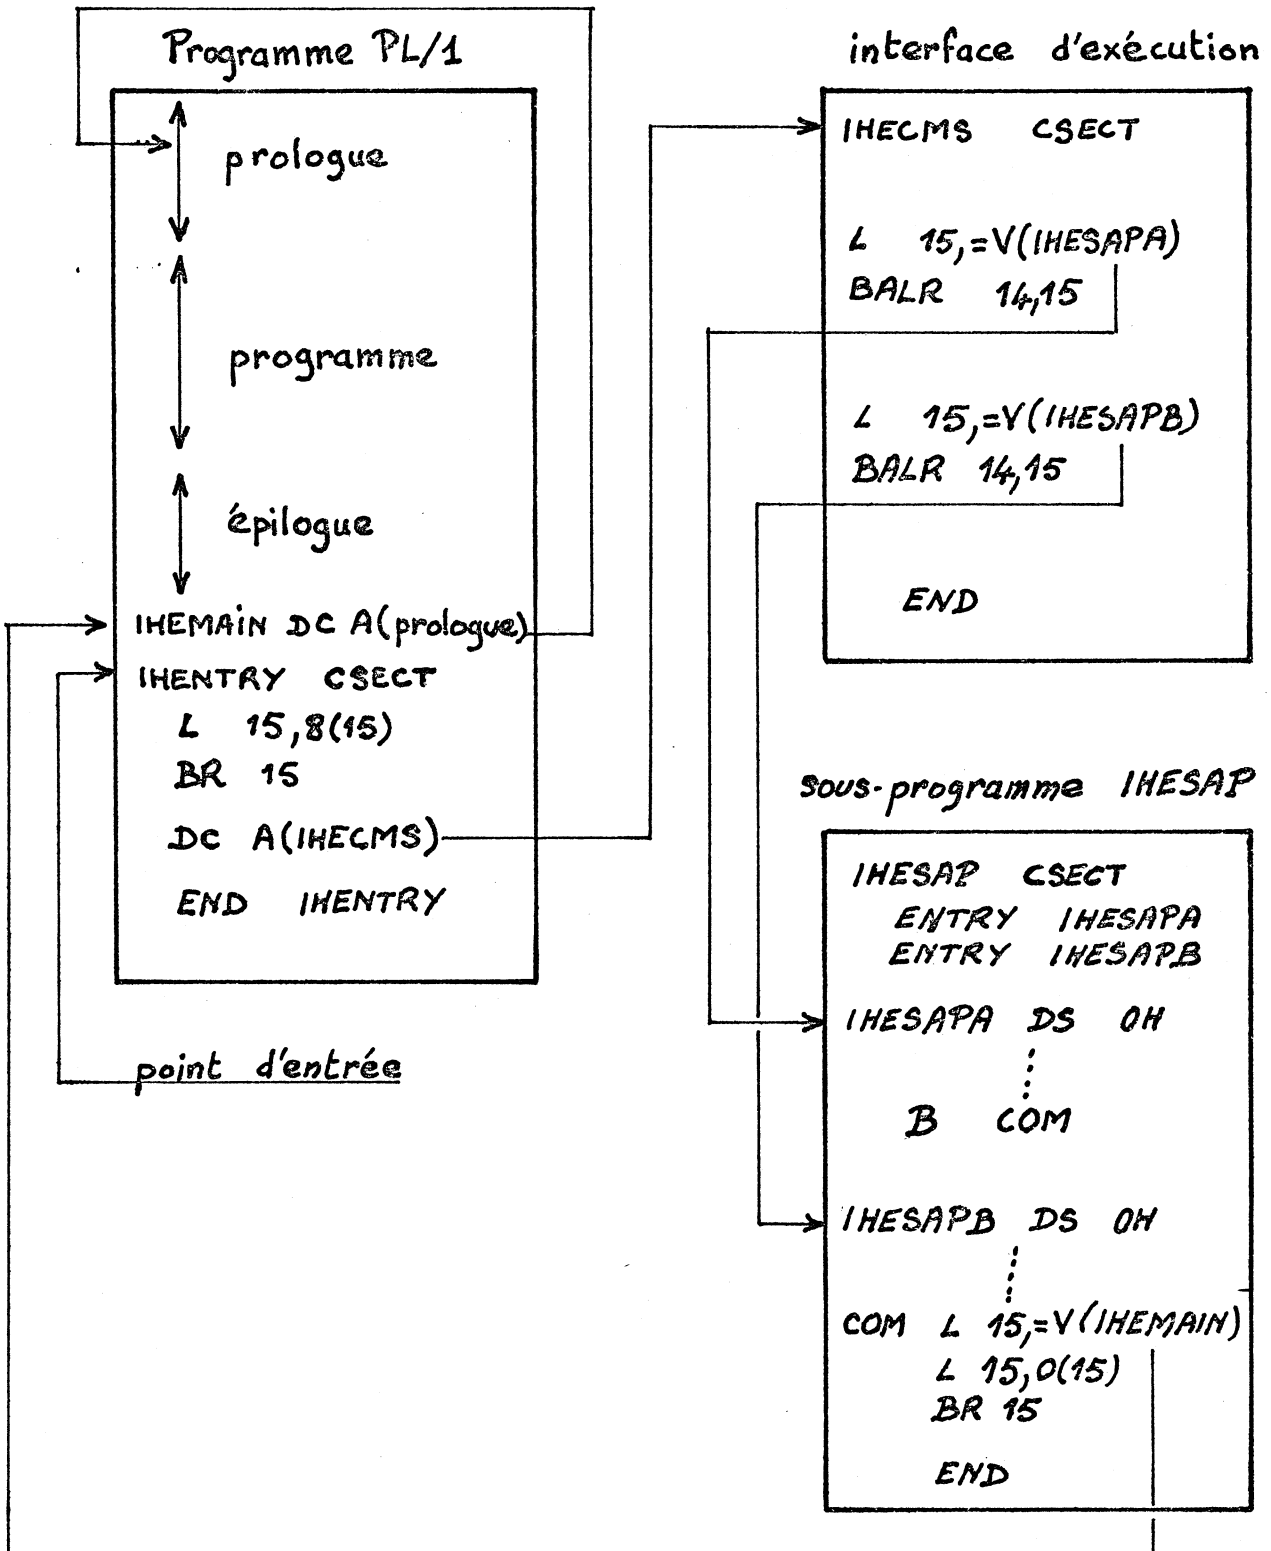 Programme PL/1
prologue
programme
épilogue
IHEMAIN DC A(prologue)
IHENTRY CSECT
L 15,8(15)
BR 15
DC A(IHECMS)
END IHENTRY
point d'entrée
interface d'exécution
IHECMS CSECT
L 15,=V(IHESAPA)
BALR 14,15
L 15,=V(IHESAPB)
BALR 14,15
END
sous-programme IHESAP
IHESAP CSECT
ENTRY IHESAPA
ENTRY IHESAPB
IHESAPA DS 0H
B COM
IHESAPB DS 0H
COM L 15,=V(IHEMAIN)
L 15,0(15)
BR 15
END